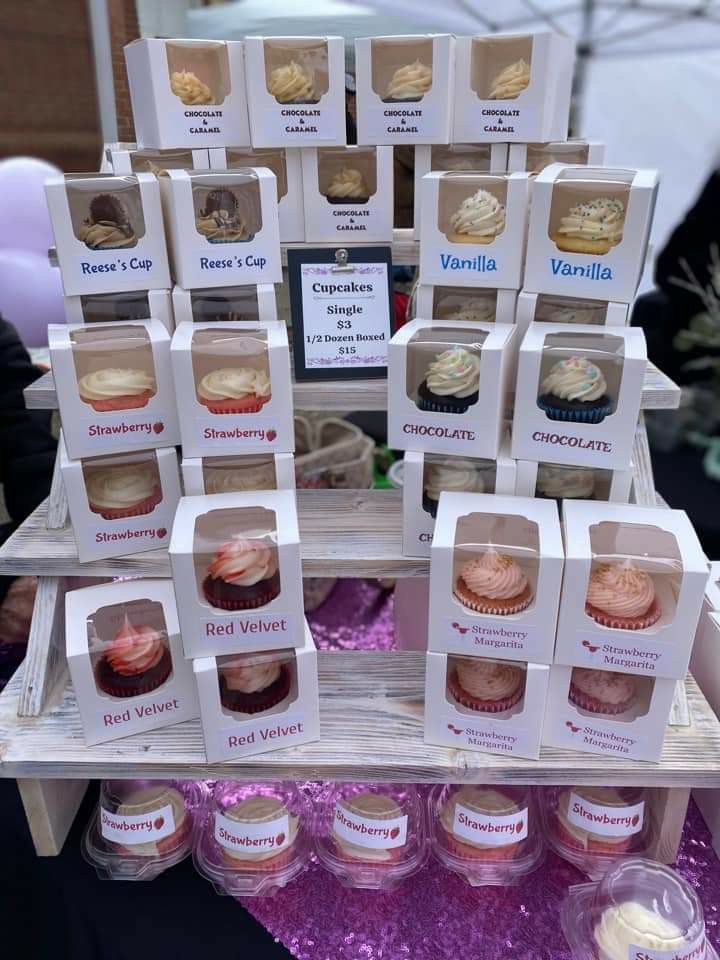 CHOCOLATE
&
CARAMEL
CHOCOLATE
&
CARAMEL
CHOCOLATE
&
CARAMEL
CHOCOLATE
&
CARAMEL
Reese's Cup
Reese's Cup
CHOCOLATE
&
CARAMEL
Vanilla
Vanilla
Cupcakes
Single
$3
1/2 Dozen Boxed
$15
Strawberry
Strawberry
CHOCOLATE
CHOCOLATE
Strawberry
CH
Red Velvet
Strawberry
Margarita
Strawberry
Margarita
Red Velvet
Red Velvet
Strawberry
Margarita
Strawberry
Margarita
Strawberry
Strawberry
Strawberry
Strawberry
Strawberry
Strawberry